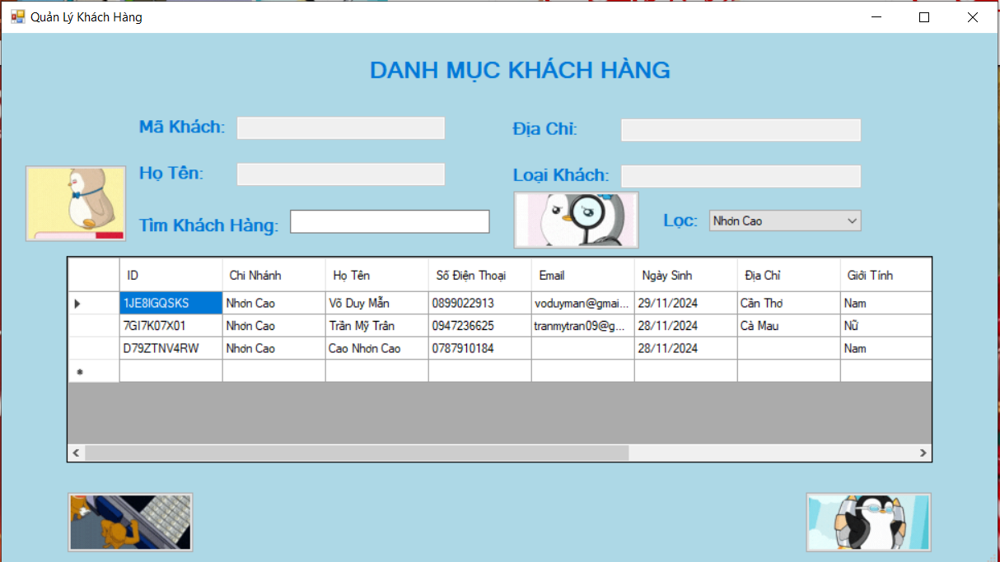 Quản Lý Khách Hàng
DANH MỤC KHÁCH HÀNG
Mã Khách:
Địa Chỉ:
Họ Tên:
Loại Khách:
Tìm Khách Hàng:
Lọc: Nhơn Cao
ID Chi Nhánh Họ Tên Số Điện Thoại Email Ngày Sinh Địa Chỉ Giới Tính
1JE8IGQSKS Nhơn Cao Võ Duy Mẫn 0899022913 voduyman@gmai... 29/11/2024 Cần Thơ Nam
7GI7K07X01 Nhơn Cao Trần Mỹ Trân 0947236625 tranmytran09@g... 28/11/2024 Cà Mau Nữ
D79ZTNV4RW Nhơn Cao Cao Nhơn Cao 0787910184 28/11/2024 Nam